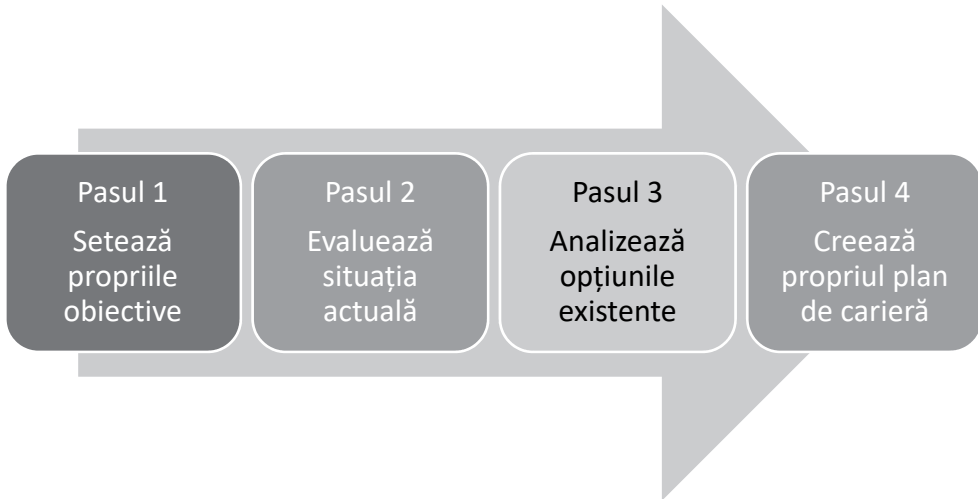 Pasul 1
Setează
propriile
obiective
Pasul 2
Evaluează
situația
actuală
Pasul 3
Analizează
opțiunile
existente
Pasul 4
Creează
propriul plan
de carieră